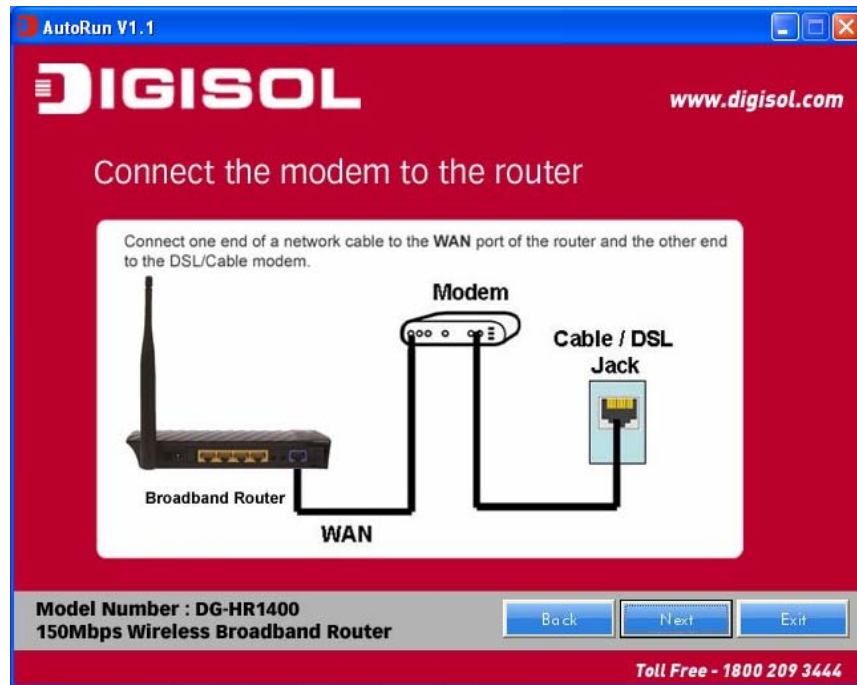 AutoRun V1.1
DIGISOL
www.digisol.com
Connect the modem to the router
Connect one end of a network cable to the WAN port of the router and the other end
to the DSL/Cable modem.
Modem
Cable / DSL
Jack
Broadband Router
WAN
Model Number : DG-HR1400
150Mbps Wireless Broadband Router
Back
Next
Exit
Toll Free - 1800 209 3444